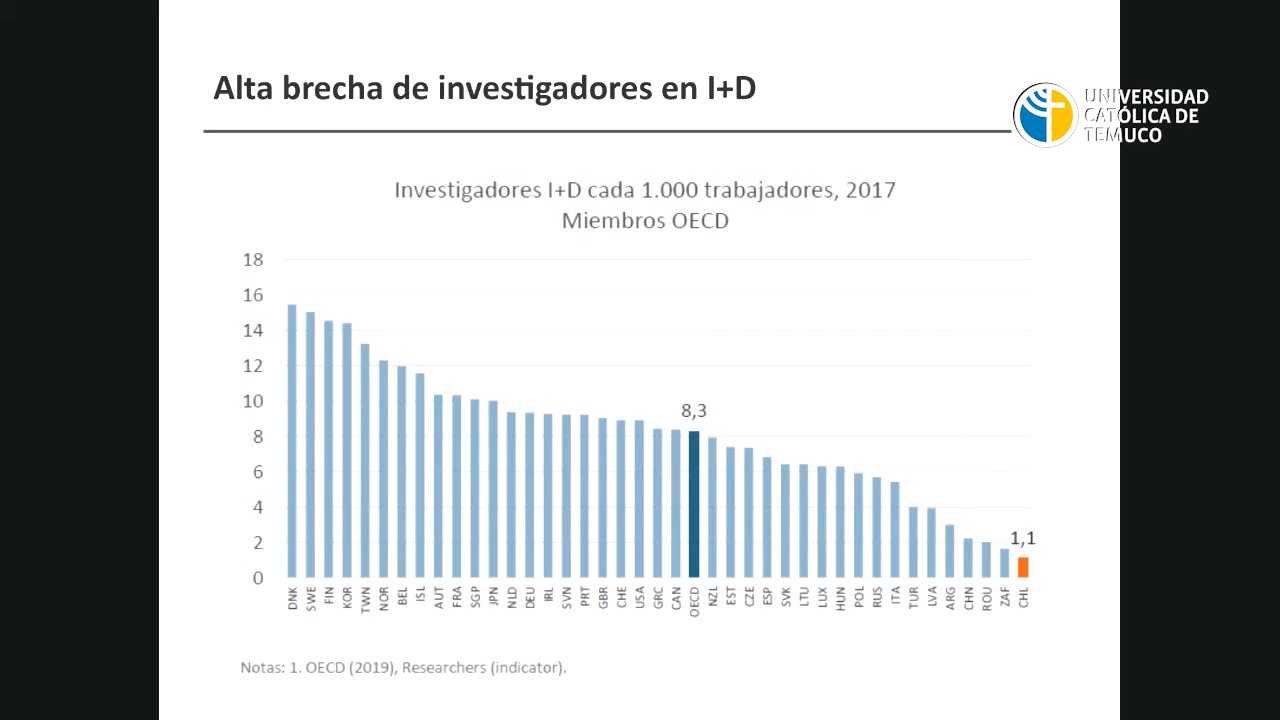 Alta brecha de investigadores en I+D
UNIVERSIDAD
CATÓLICA DE
TEMUCO
Investigadores I+D cada 1.000 trabajadores, 2017
Miembros OECD
18
16
14
12
10
8
6
4
2
0
8,3
1,1
DNK SWE FIN KOR TWN NOR BEL ISL AUT FRA SGP JPN NLD DEU IRL SVN PRT GBR CHE USA GRC CAN OECD NZL EST CZE ESP SVK LTU LUX HUN POL RUS ITA TUR LVA ARG CHN ROU ZAF CHL
Notas: 1. OECD (2019), Researchers (indicator).